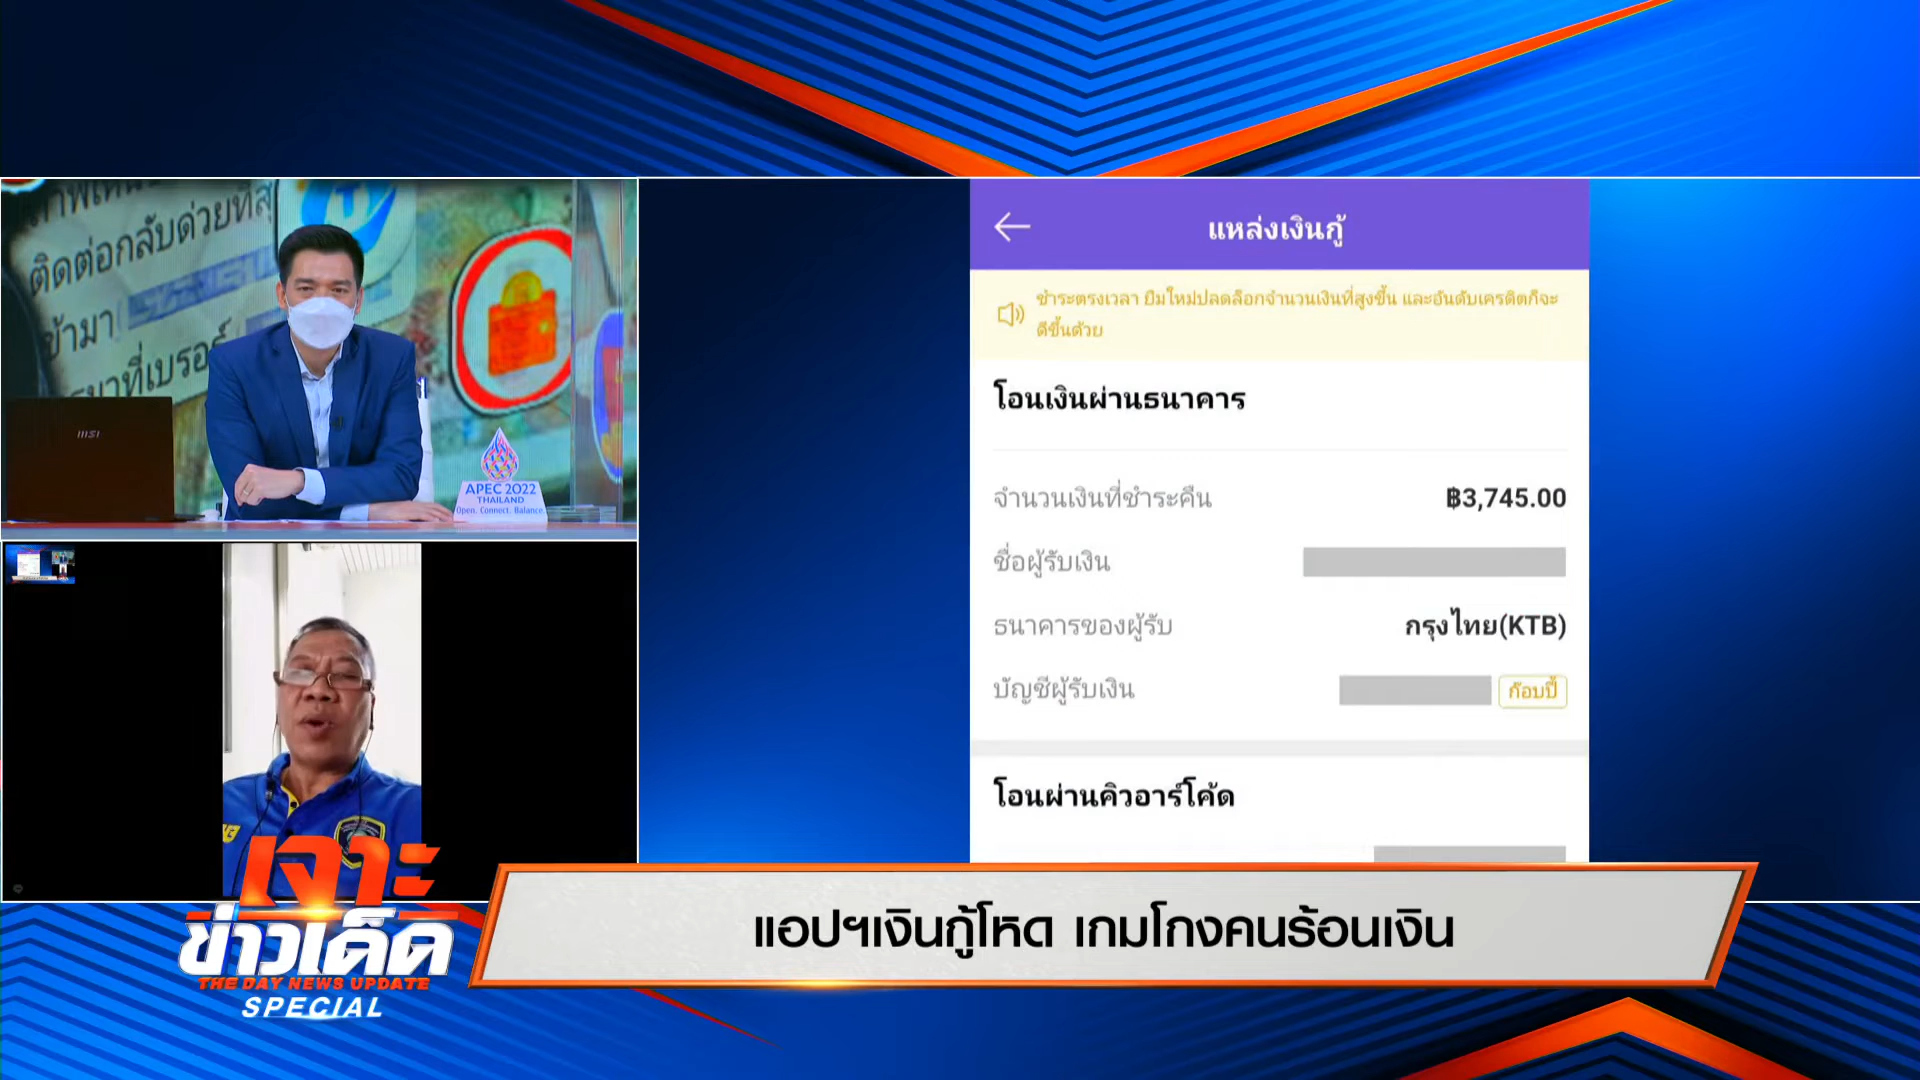 ติดต่อกลับด่วยที่สุ
ข้ามา
msi
APEC 2022
THAILAND
Open. Connect. Balance.
แหล่งเงินกู้
ชำระตรงเวลา ยืมใหม่ปลดล็อกจำนวนเงินที่สูงขึ้น และอันดับเครดิตก็จะ
ดีขึ้นด้วย
โอนเงินผ่านธนาคาร
จำนวนเงินที่ชำระคืน ฿3,745.00
ชื่อผู้รับเงิน
ธนาคารของผู้รับ กรุงไทย(KTB)
บัญชีผู้รับเงิน ก๊อบปี้
โอนผ่านคิวอาร์โค้ด
เจาะ
ข่าวเด็ด
THE DAY NEWS UPDATE
SPECIAL
แอปฯเงินกู้โหด เกมโกงคนร้อนเงิน